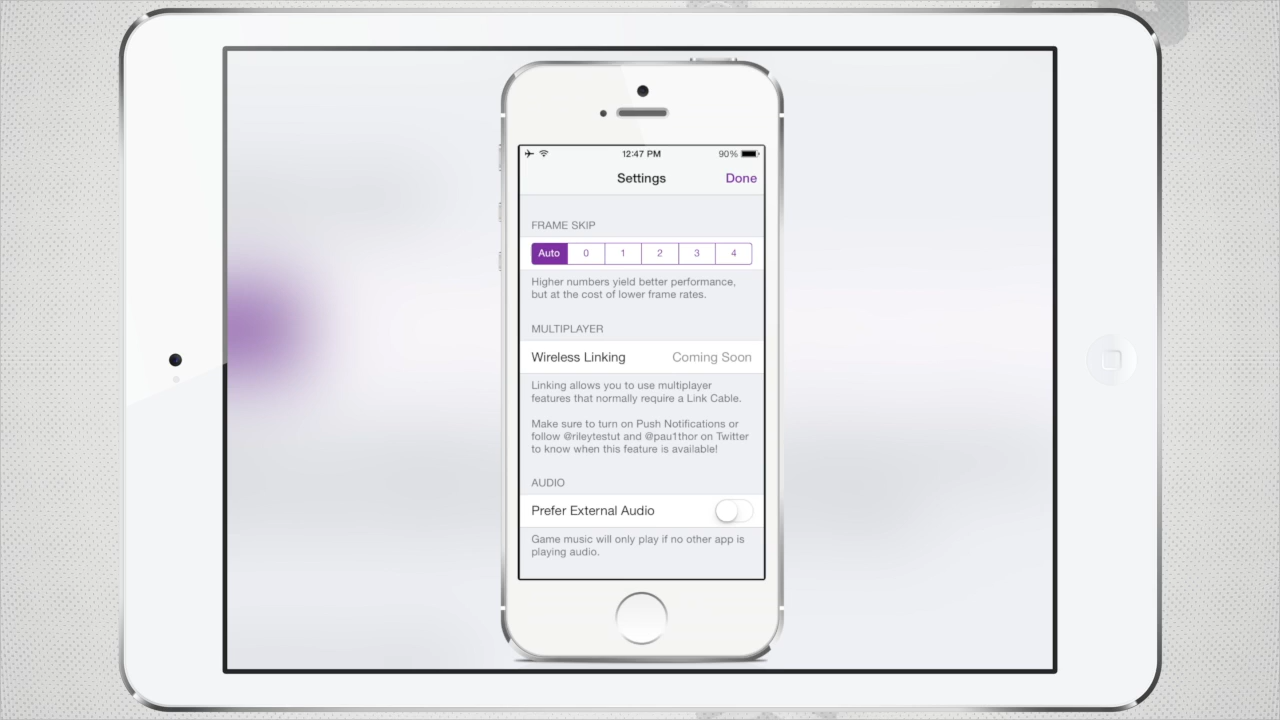 12:47 PM
90%
Settings
Done
FRAME SKIP
Auto 0 1 2 3 4
Higher numbers yield better performance,
but at the cost of lower frame rates.
MULTIPLAYER
Wireless Linking Coming Soon
Linking allows you to use multiplayer
features that normally require a Link Cable.
Make sure to turn on Push Notifications or
follow @rileytestut and @pau1thor on Twitter
to know when this feature is available!
AUDIO
Prefer External Audio
Game music will only play if no other app is
playing audio.